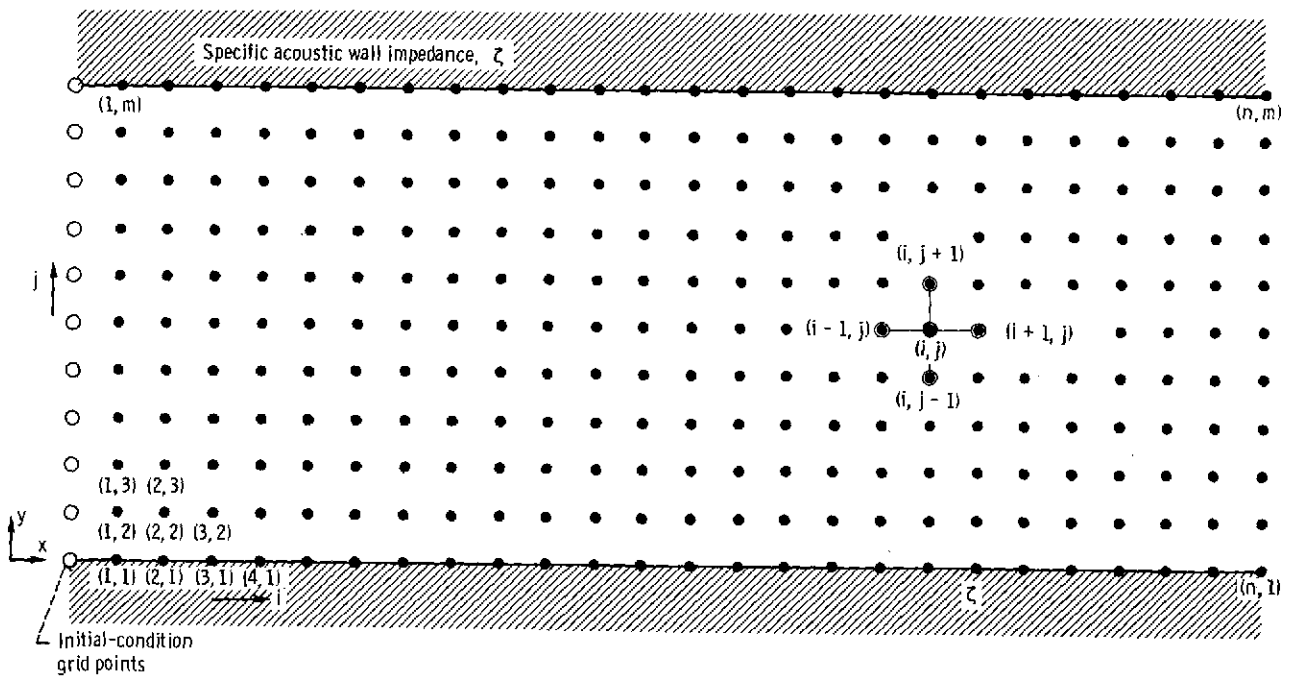 Specific acoustic wall impedance, ζ
(1, m)
(n, m)
(i, j + 1)
j
(i - 1, j)
(i + 1, j)
(i, j)
(i, j - 1)
(1, 3) (2, 3)
y
(1, 2) (2, 2) (3, 2)
x
(1, 1) (2, 1) (3, 1) (4, 1)
i
ζ
(n, 1)
Initial-condition
grid points